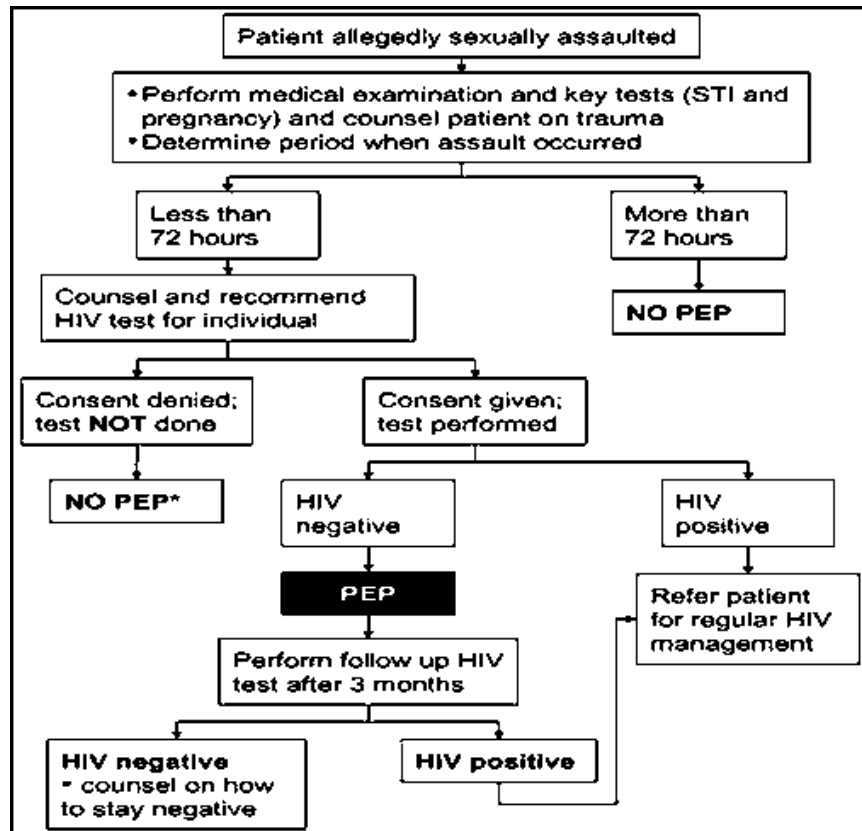 Patient allegedly sexually assaulted
• Perform medical examination and key tests (STI and
pregnancy) and counsel patient on trauma
• Determine period when assault occurred
Less than
72 hours
More than
72 hours
Counsel and recommend
HIV test for individual
NO PEP
Consent denied;
test NOT done
Consent given;
test performed
NO PEP*
HIV
negative
HIV
positive
PEP
Refer patient
for regular HIV
management
Perform follow up HIV
test after 3 months
HIV negative
• counsel on how
to stay negative
HIV positive